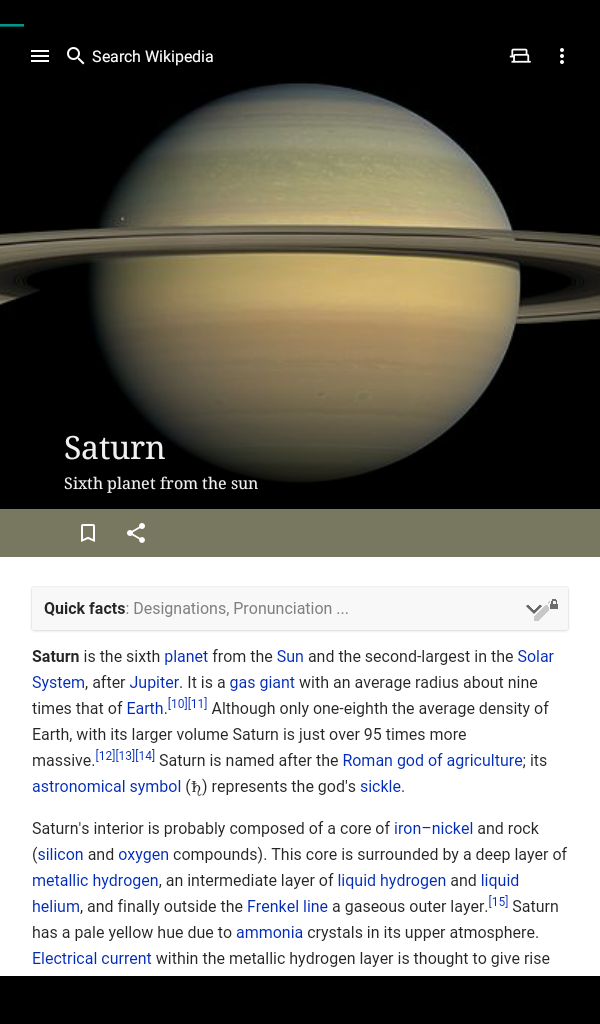 Search Wikipedia
Saturn
Sixth planet from the sun
Quick facts: Designations, Pronunciation ...
Saturn is the sixth planet from the Sun and the second-largest in the Solar
System, after Jupiter. It is a gas giant with an average radius about nine
times that of Earth.[10][11] Although only one-eighth the average density of
Earth, with its larger volume Saturn is just over 95 times more
massive.[12][13][14] Saturn is named after the Roman god of agriculture; its
astronomical symbol (♄) represents the god's sickle.
Saturn's interior is probably composed of a core of iron–nickel and rock
(silicon and oxygen compounds). This core is surrounded by a deep layer of
metallic hydrogen, an intermediate layer of liquid hydrogen and liquid
helium, and finally outside the Frenkel line a gaseous outer layer.[15] Saturn
has a pale yellow hue due to ammonia crystals in its upper atmosphere.
Electrical current within the metallic hydrogen layer is thought to give rise